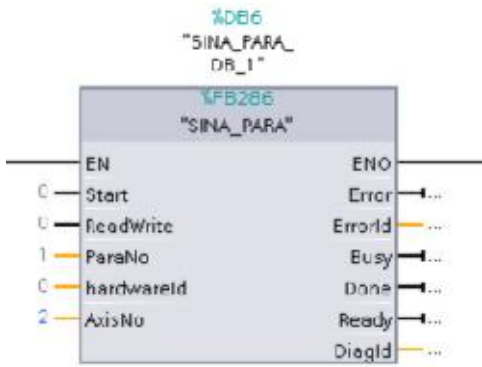 %DB6
"SINA_PARA_
DB_1"
%FB286
"SINA_PARA"
EN ENO
0 Start Error ...
0 ReadWrite ErrorId ...
1 ParaNo Busy ...
0 hardwareId Done ...
2 AxisNo Ready ...
DiagId ...